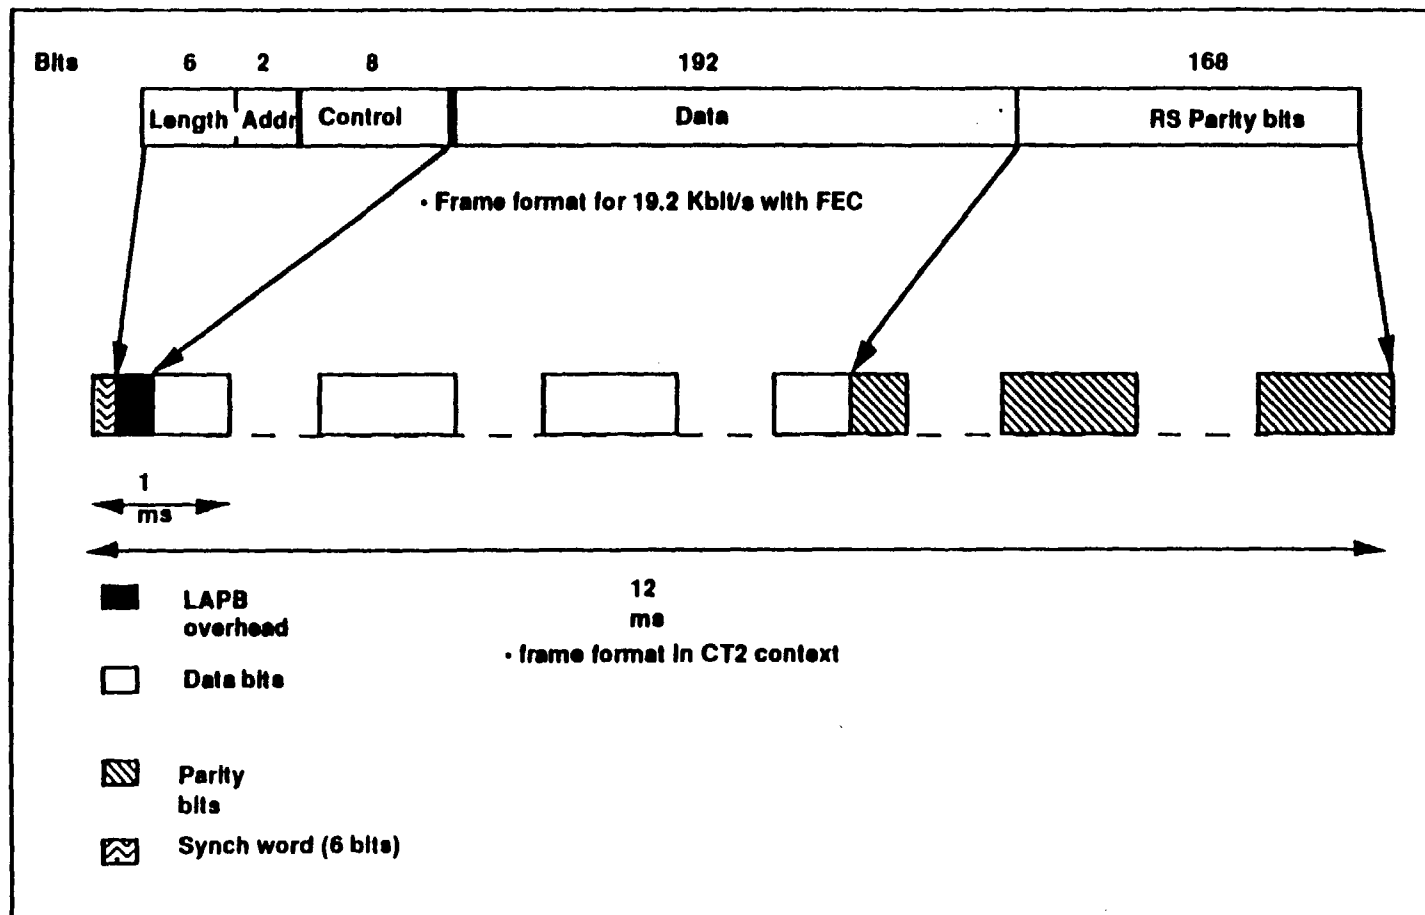 Bits 6 2 8 192 168
Length Addr Control Data RS Parity bits
· Frame format for 19.2 Kbit/s with FEC
1
ms
12
ms
· frame format in CT2 context
LAPB
overhead
Data bits
Parity
bits
Synch word (6 bits)